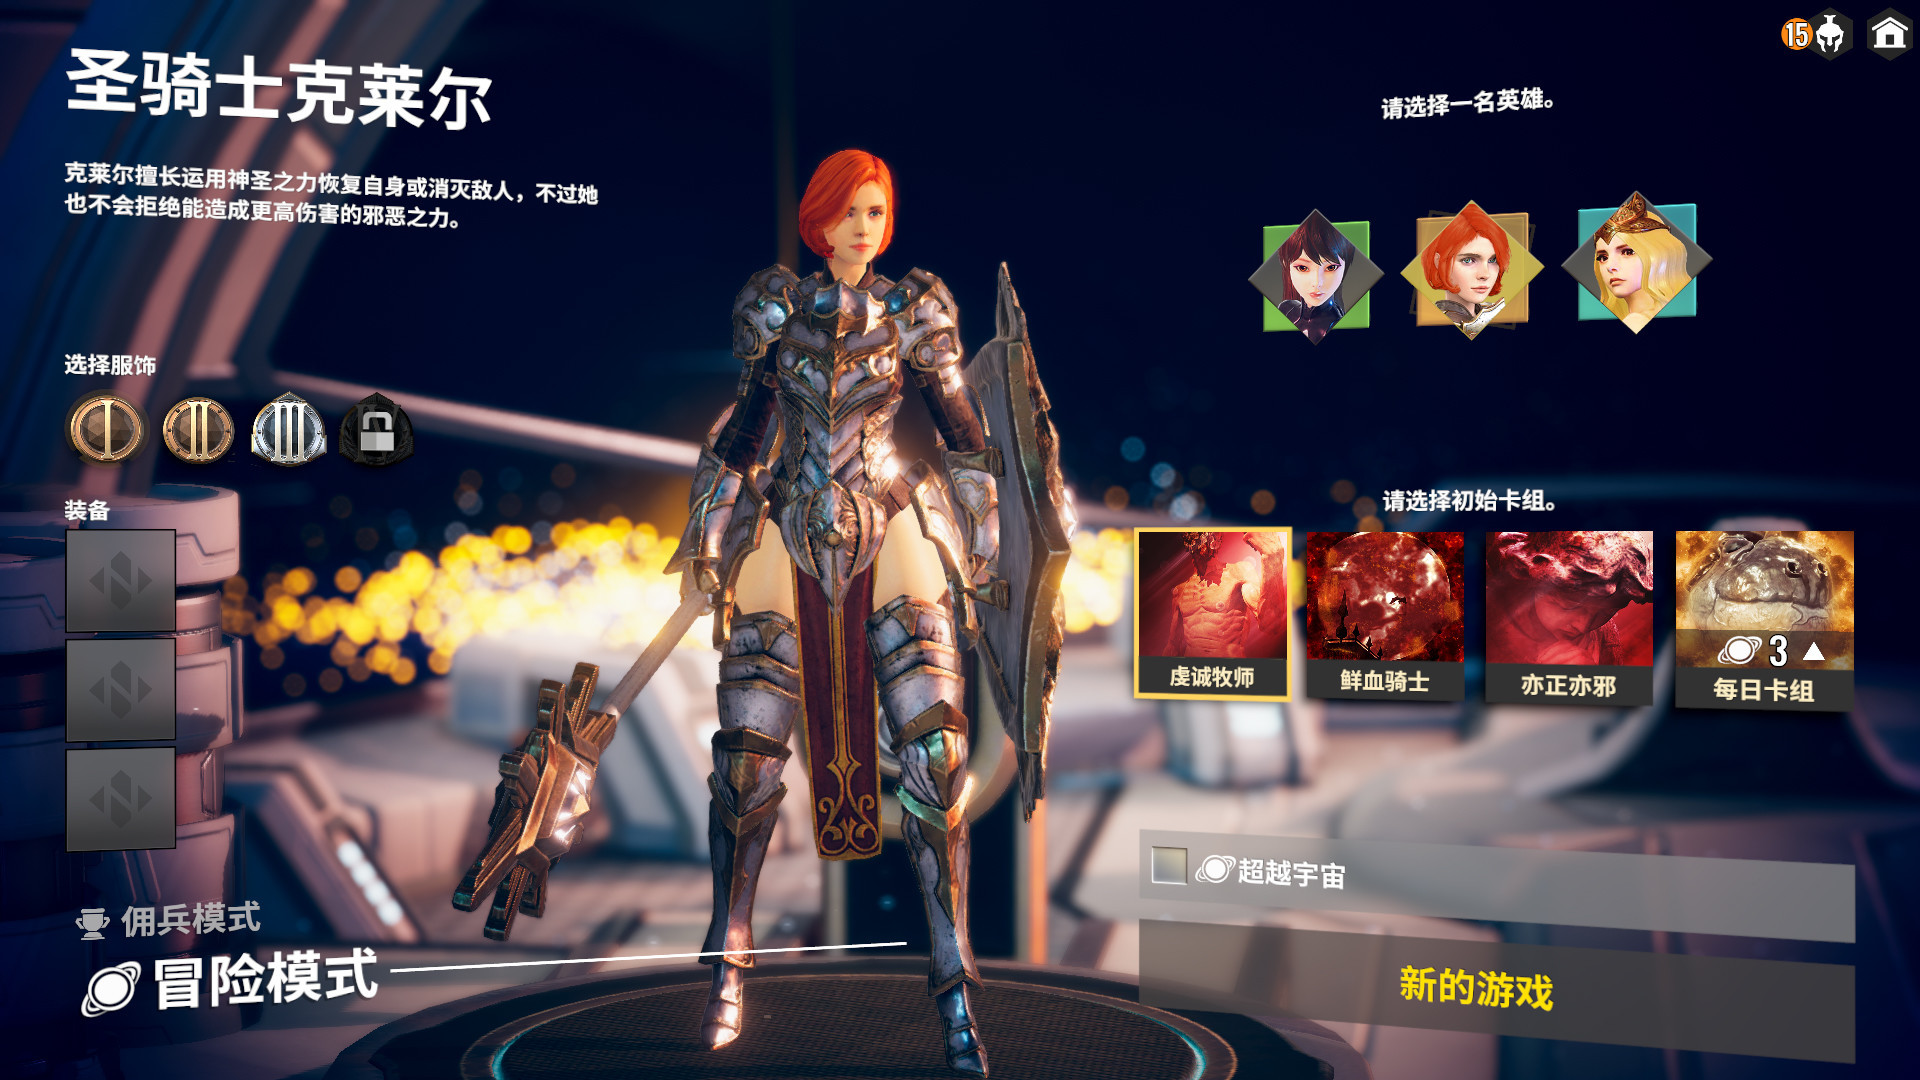 圣骑士克莱尔
克莱尔擅长运用神圣之力恢复自身或消灭敌人，不过她
也不会拒绝能造成更高伤害的邪恶之力。
选择服饰
I
II
III
装备
佣兵模式
冒险模式
15
请选择一名英雄。
请选择初始卡组。
虔诚牧师
鲜血骑士
亦正亦邪
3
每日卡组
超越宇宙
新的游戏